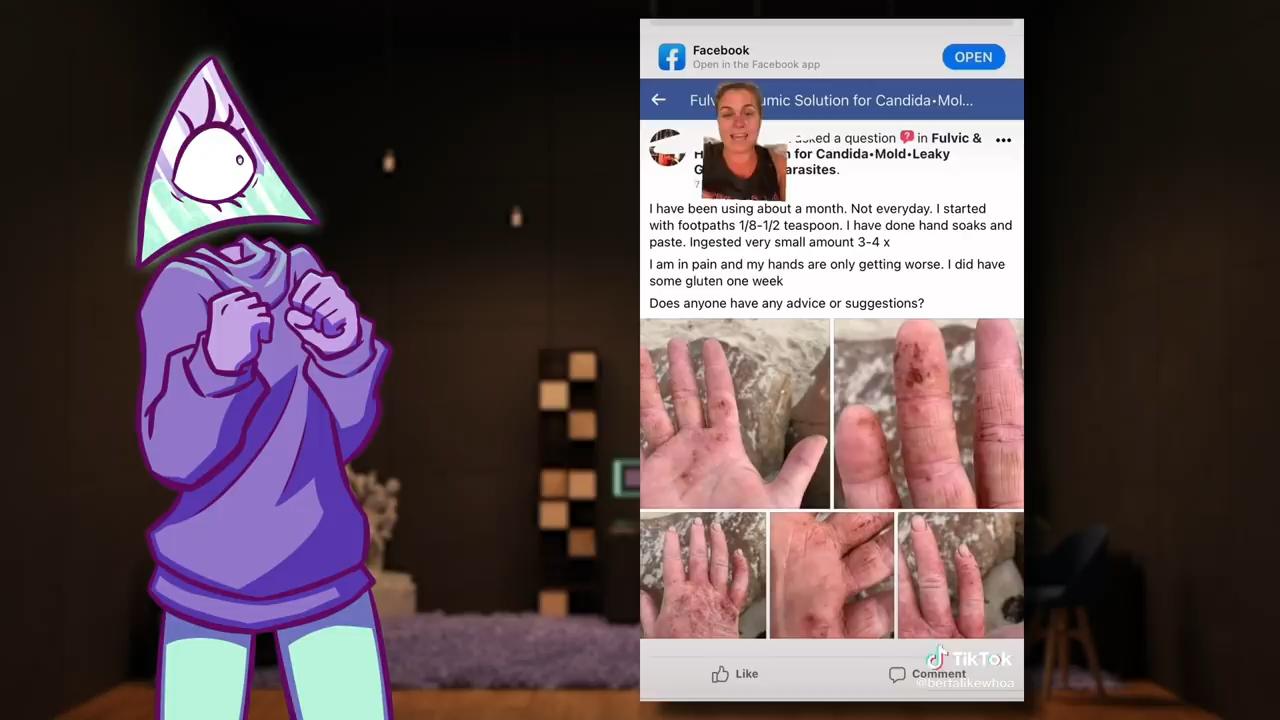 Facebook
Open in the Facebook app
OPEN
Solution for Candida•Mol...
asked a question in Fulvic &
for Candida•Mold•Leaky
I have been using about a month. Not everyday. I started
with footpaths 1/8-1/2 teaspoon. I have done hand soaks and
paste. Ingested very small amount 3-4 x
I am in pain and my hands are only getting worse. I did have
some gluten one week
Does anyone have any advice or suggestions?
Like
Comment
TikTok
@bertalikewhoa